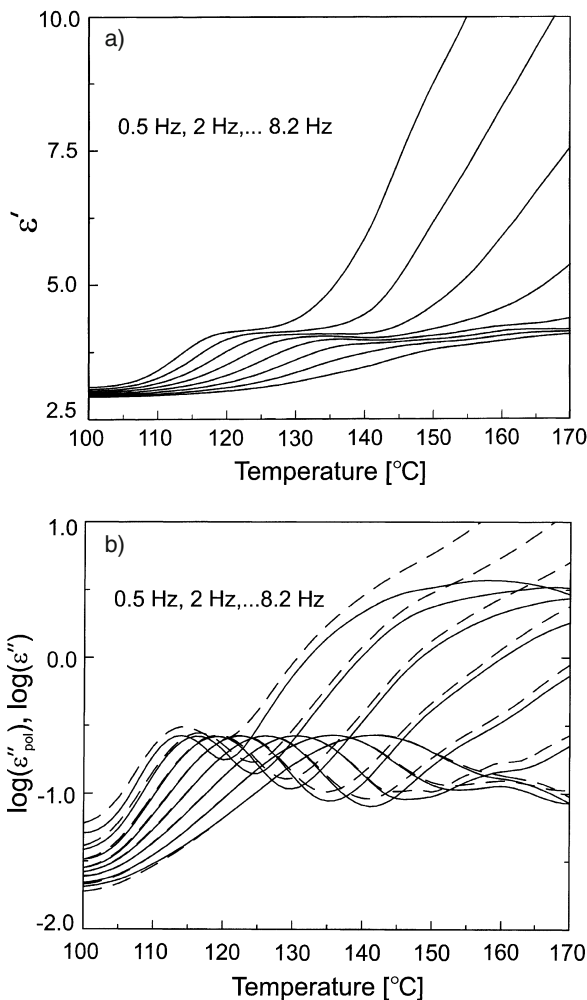 a)
10.0
7.5
5.0
2.5
ε′
0.5 Hz, 2 Hz,... 8.2 Hz
100 110 120 130 140 150 160 170
Temperature [°C]
b)
1.0
0.0
-1.0
-2.0
log(ε″pol), log(ε″)
0.5 Hz, 2 Hz,...8.2 Hz
100 110 120 130 140 150 160 170
Temperature [°C]